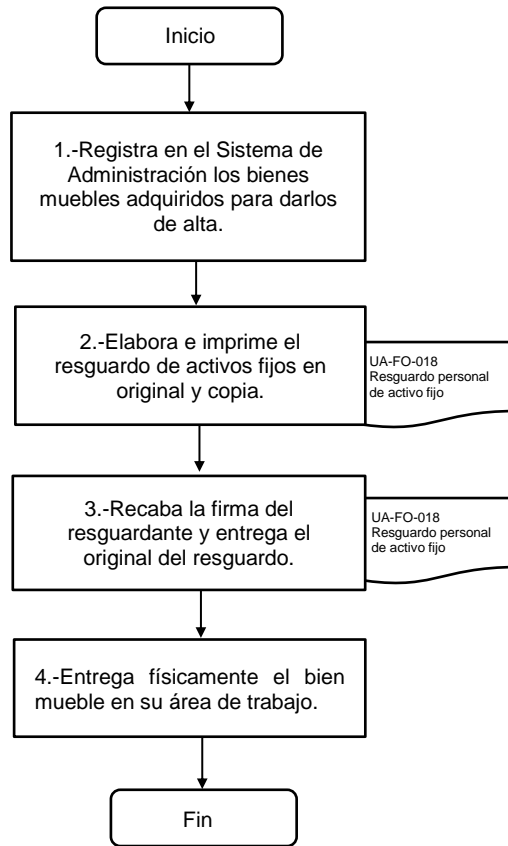 Inicio
1.-Registra en el Sistema de
Administración los bienes
muebles adquiridos para darlos
de alta.
2.-Elabora e imprime el
resguardo de activos fijos en
original y copia.
UA-FO-018
Resguardo personal
de activo fijo
3.-Recaba la firma del
resguardante y entrega el
original del resguardo.
UA-FO-018
Resguardo personal
de activo fijo
4.-Entrega físicamente el bien
mueble en su área de trabajo.
Fin